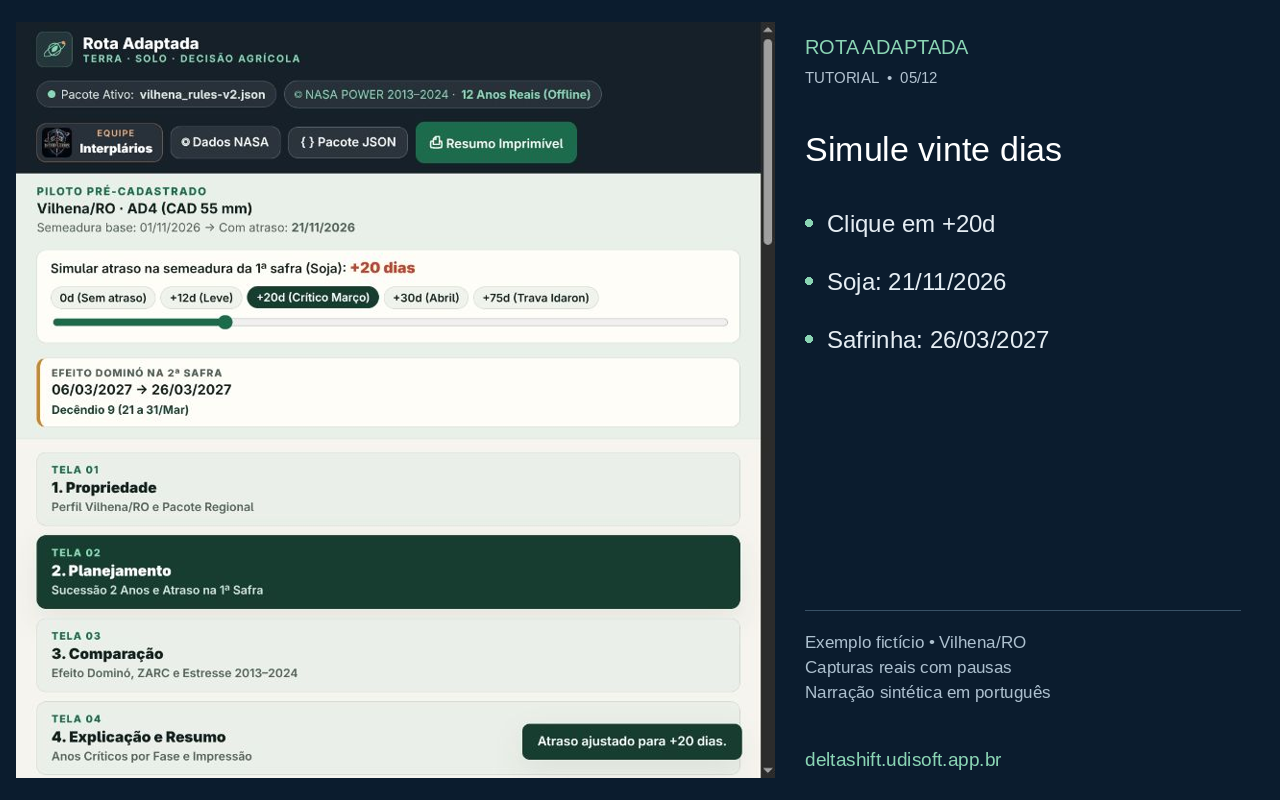 Rota Adaptada
TERRA · SOLO · DECISÃO AGRÍCOLA
Pacote Ativo: vilhena_rules-v2.json
© NASA POWER 2013–2024 · 12 Anos Reais (Offline)
EQUIPE
Interplários
Dados NASA
{ } Pacote JSON
Resumo Imprimível
PILOTO PRÉ-CADASTRADO
Vilhena/RO · AD4 (CAD 55 mm)
Semeadura base: 01/11/2026 → Com atraso: 21/11/2026
Simular atraso na semeadura da 1ª safra (Soja): +20 dias
0d (Sem atraso)
+12d (Leve)
+20d (Crítico Março)
+30d (Abril)
+75d (Trava Idaron)
EFEITO DOMINÓ NA 2ª SAFRA
06/03/2027 → 26/03/2027
Decêndio 9 (21 a 31/Mar)
TELA 01
1. Propriedade
Perfil Vilhena/RO e Pacote Regional
TELA 02
2. Planejamento
Sucessão 2 Anos e Atraso na 1ª Safra
TELA 03
3. Comparação
Efeito Dominó, ZARC e Estresse 2013–2024
TELA 04
4. Explicação e Resumo
Anos Críticos por Fase e Impressão
Atraso ajustado para +20 dias.
ROTA ADAPTADA
TUTORIAL • 05/12
Simule vinte dias
• Clique em +20d
• Soja: 21/11/2026
• Safrinha: 26/03/2027
Exemplo fictício • Vilhena/RO
Capturas reais com pausas
Narração sintética em português
deltashift.udisoft.app.br